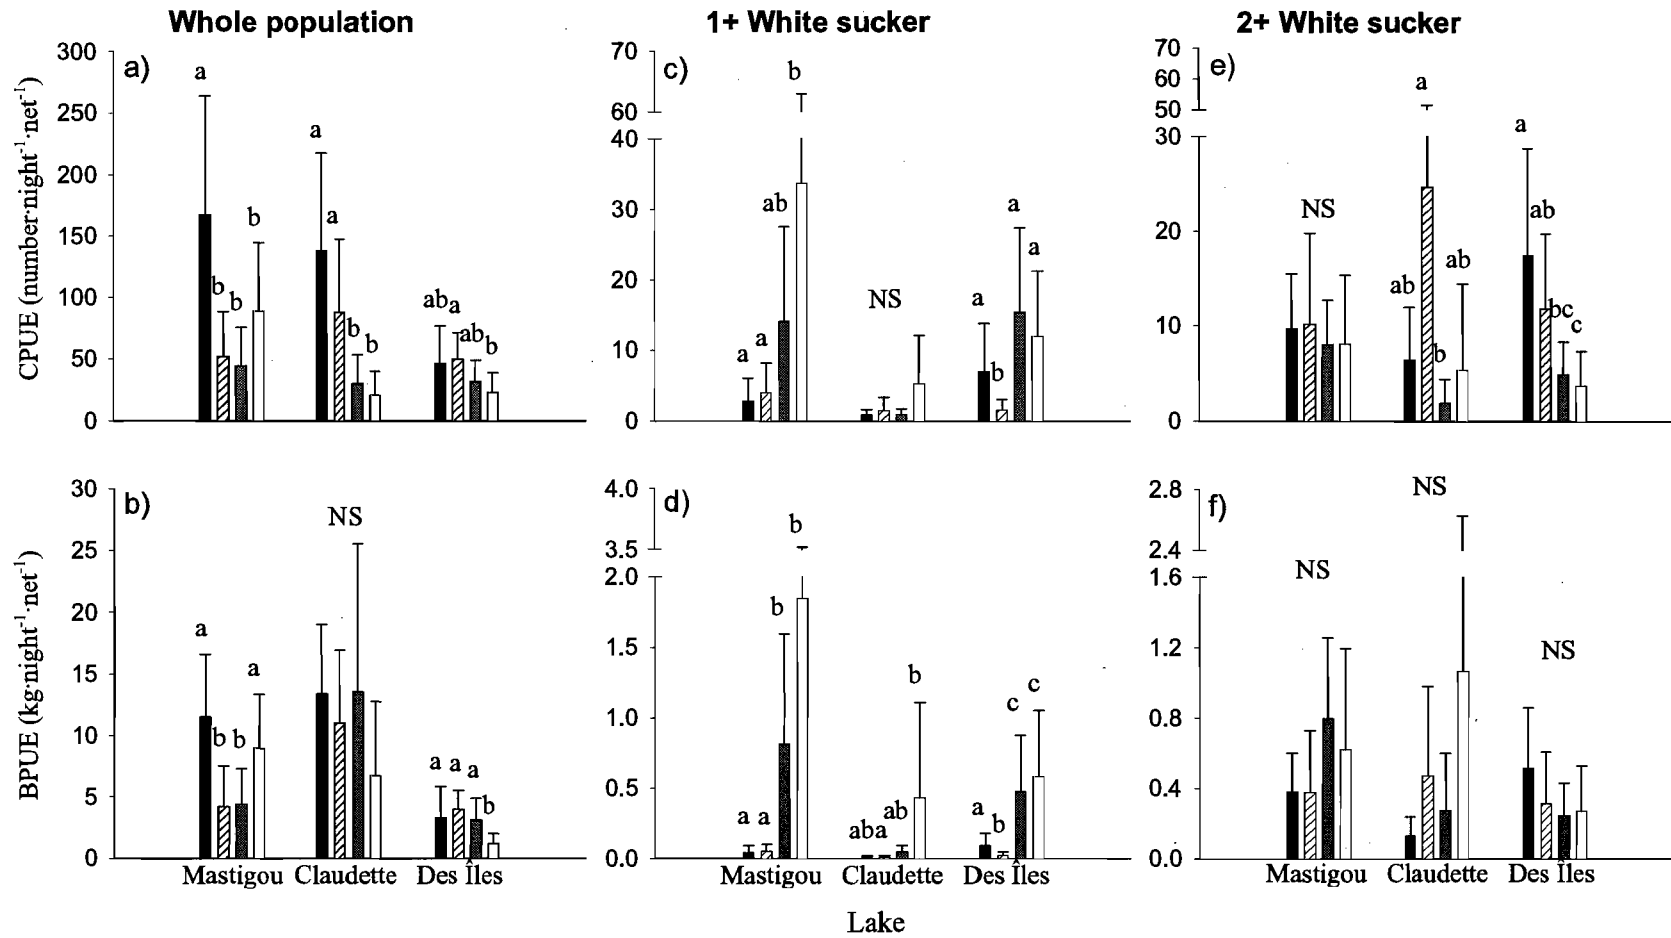 Whole population
1+ White sucker
2+ White sucker
CPUE (number·night⁻¹·net⁻¹)
300
250
200
150
100
50
0
a)
a
b
b
b
a
a
b
b
ab
a
ab
b
70
60
40
30
20
10
0
c)
a
a
ab
b
NS
a
b
a
a
70
60
50
30
20
10
0
e)
NS
ab
a
b
ab
a
ab
bc
c
BPUE (kg·night⁻¹·net⁻¹)
30
25
20
15
10
5
0
b)
a
b
b
a
NS
a
a
a
b
Mastigou Claudette Des Îles
4.0
3.5
2.0
1.5
1.0
0.5
0.0
d)
a
a
b
b
ab
a
ab
b
a
b
c
c
Mastigou Claudette Des Îles
2.8
2.4
1.6
1.2
0.8
0.4
0.0
f)
NS
NS
NS
Mastigou Claudette Des Îles
Lake